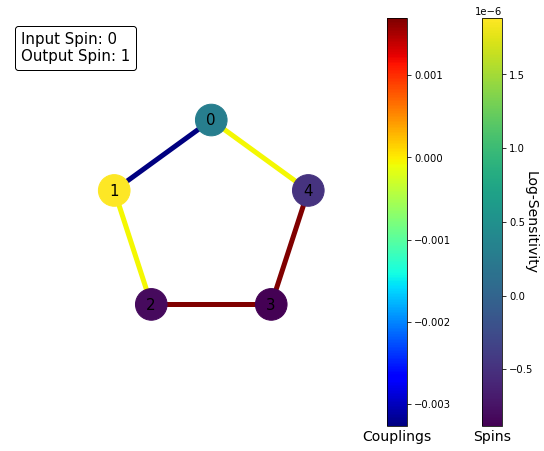 Input Spin: 0
Output Spin: 1
0
1
4
2
3
0.001
0.000
−0.001
−0.002
−0.003
Couplings
1e−6
1.5
1.0
0.5
0.0
−0.5
Log-Sensitivity
Spins